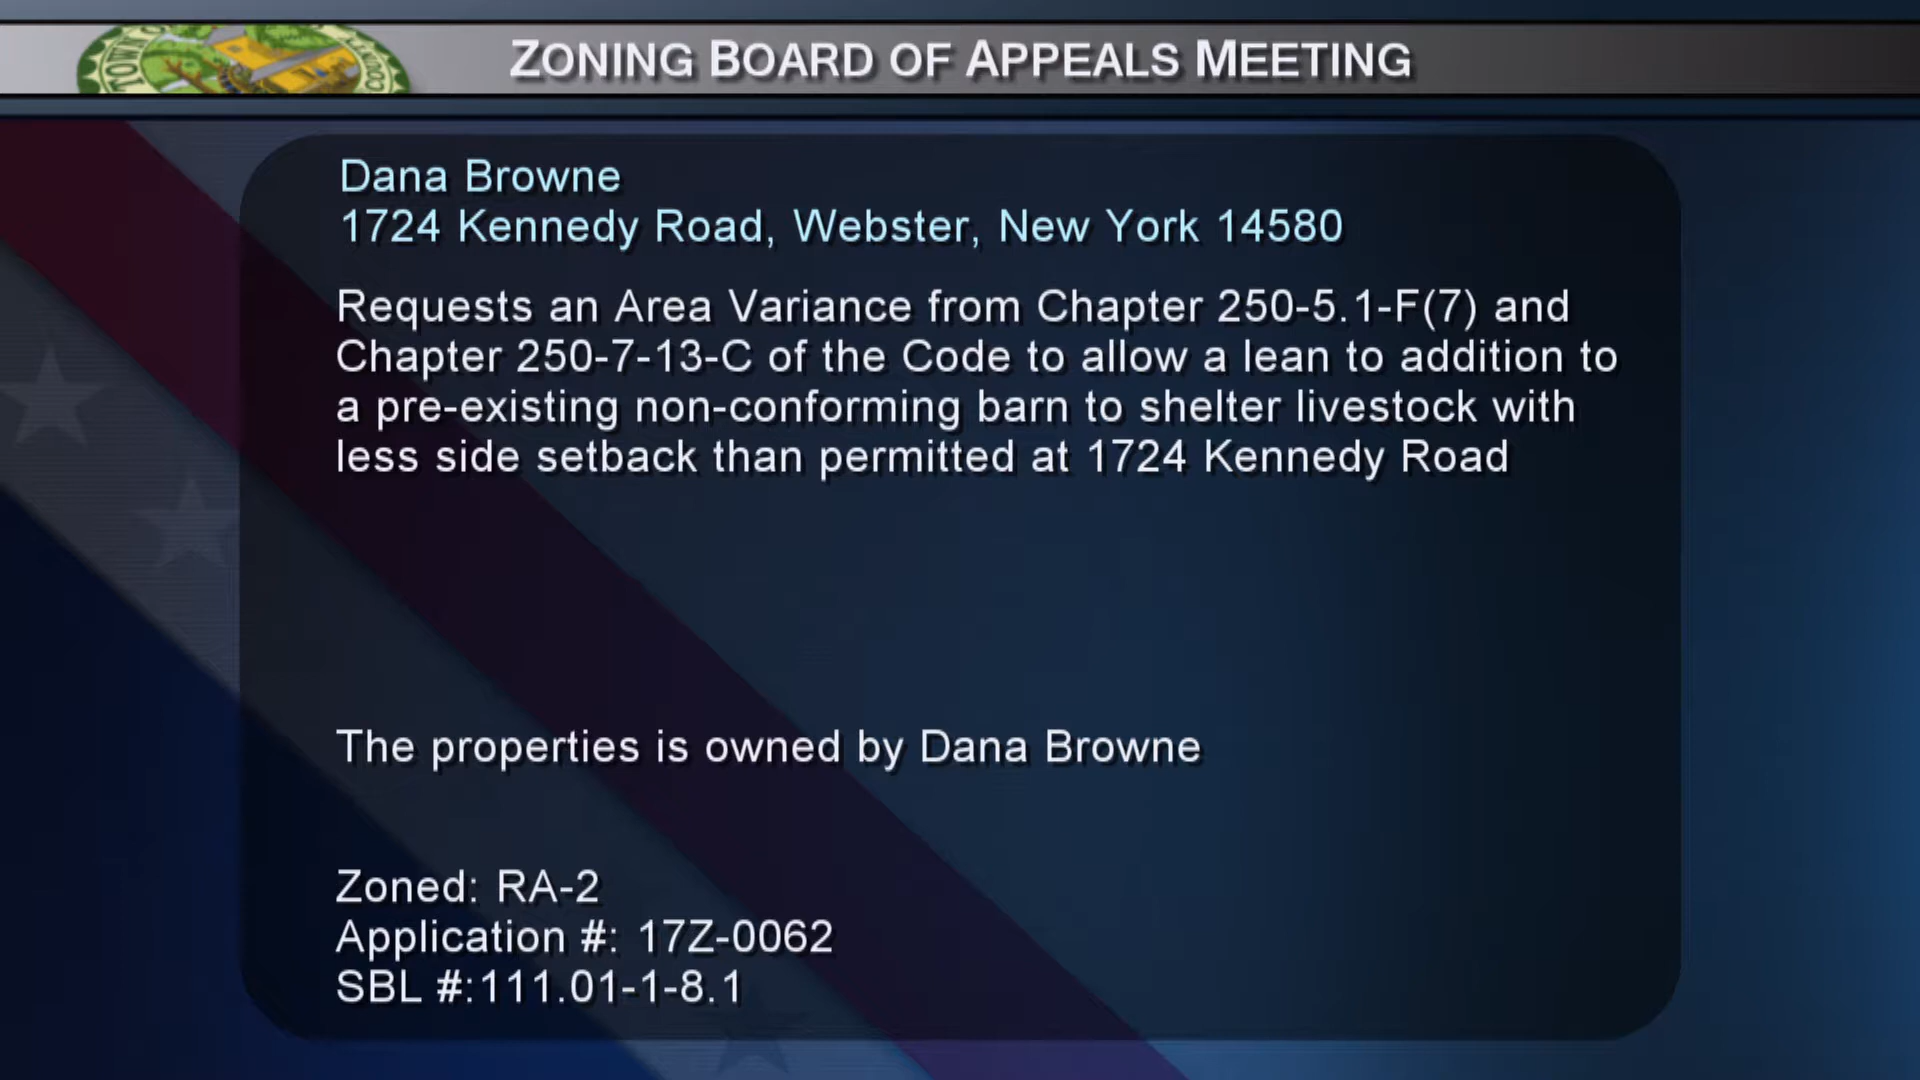 ZONING BOARD OF APPEALS MEETING
TOWN O
Dana Browne
1724 Kennedy Road, Webster, New York 14580
Requests an Area Variance from Chapter 250-5.1-F(7) and
Chapter 250-7-13-C of the Code to allow a lean to addition to
a pre-existing non-conforming barn to shelter livestock with
less side setback than permitted at 1724 Kennedy Road
The properties is owned by Dana Browne
Zoned: RA-2
Application #: 17Z-0062
SBL #:111.01-1-8.1